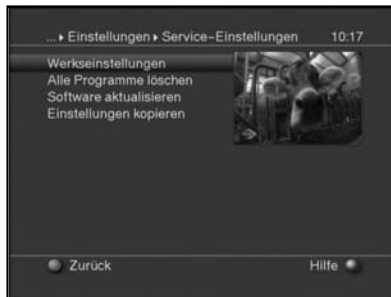 ... ▸ Einstellungen ▸ Service-Einstellungen 10:17
Werkseinstellungen
Alle Programme löschen
Software aktualisieren
Einstellungen kopieren
Zurück Hilfe